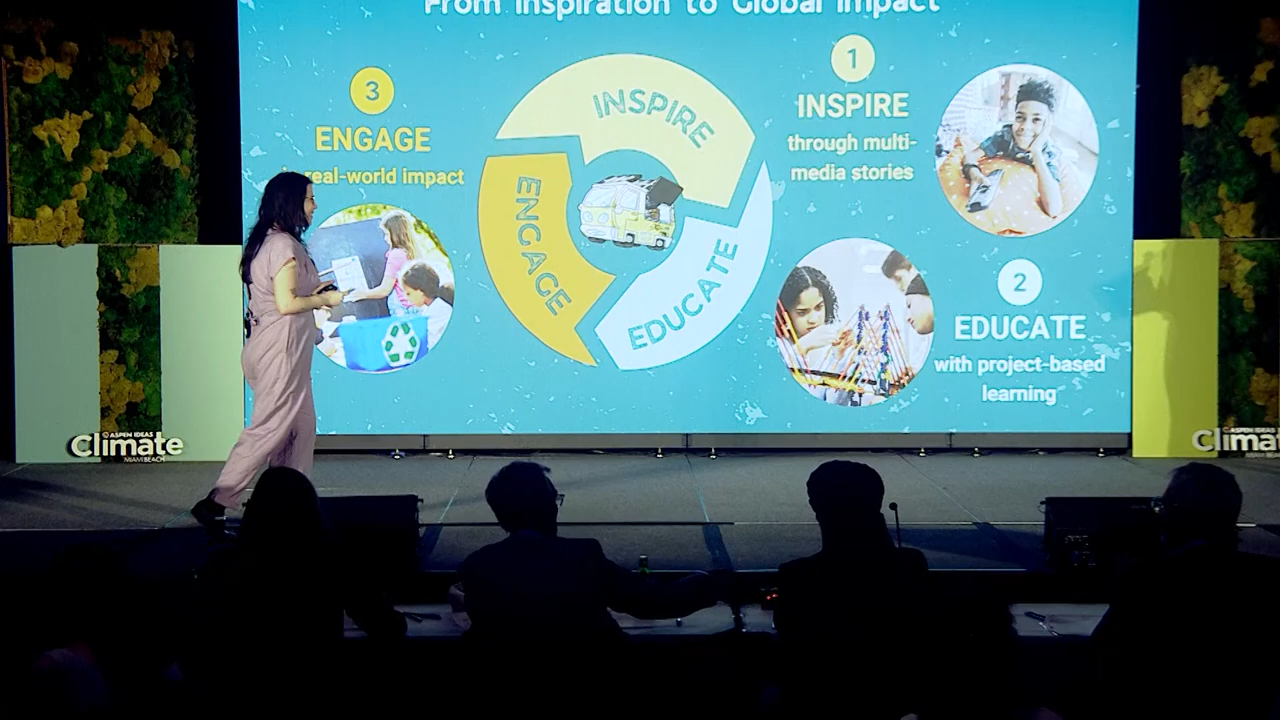 From Inspiration to Global Impact
3
ENGAGE
real-world impact
INSPIRE
ENGAGE
EDUCATE
1
INSPIRE
through multi-
media stories
2
EDUCATE
with project-based
learning
ASPEN IDEAS
Climate
MIAMI BEACH
ASPEN IDEAS